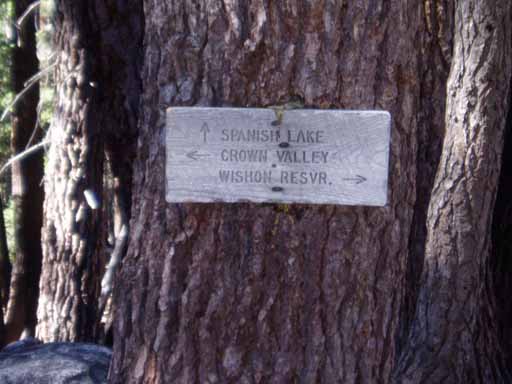 ↑ SPANISH LAKE
← CROWN VALLEY
WISHON RESVR. →